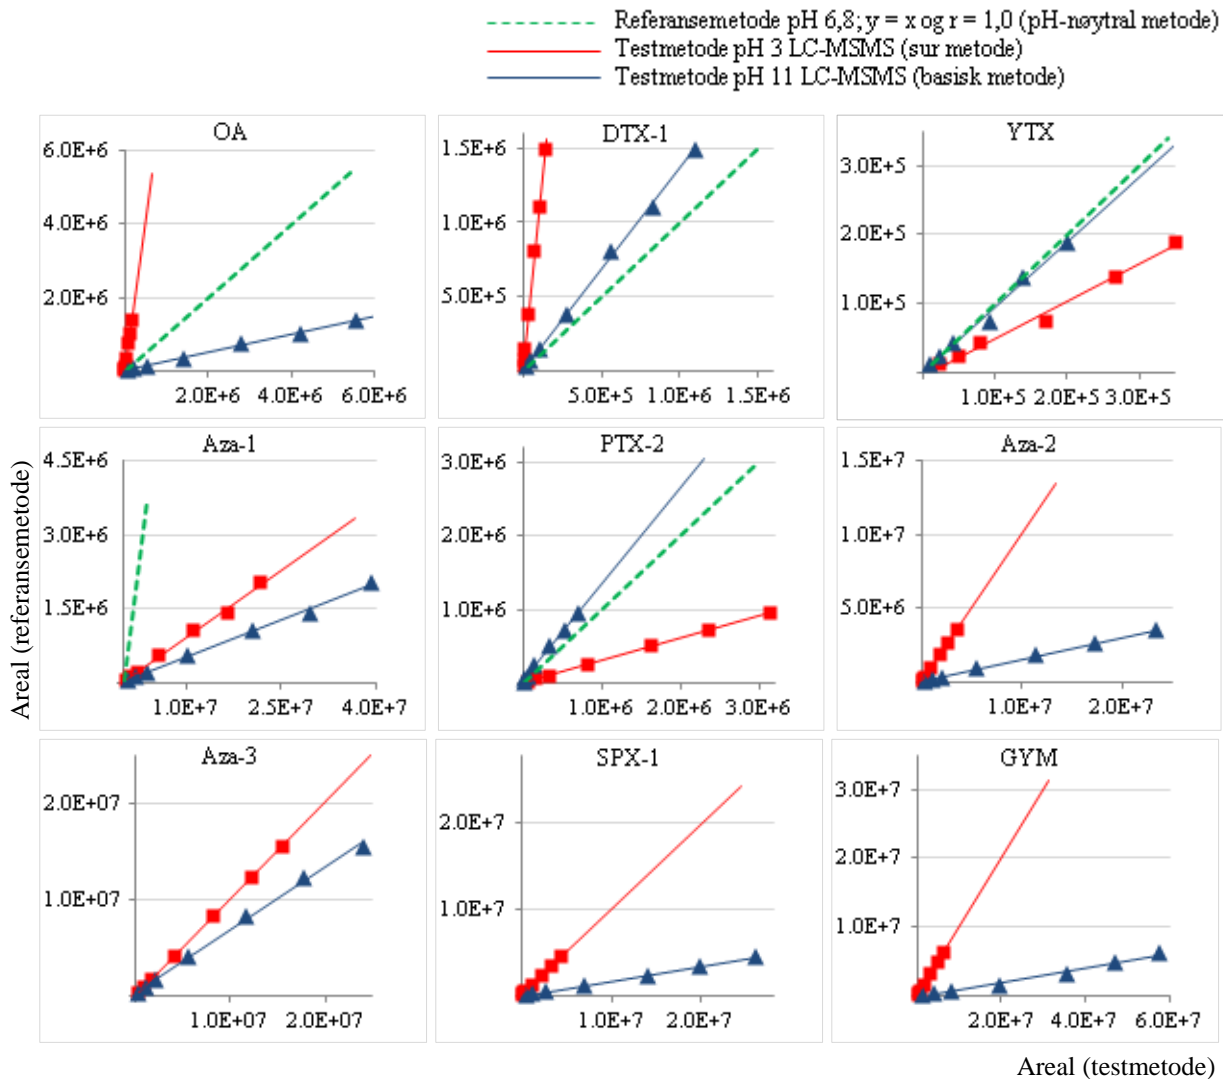 Referansemetode pH 6,8; y = x og r = 1,0 (pH-nøytral metode)
Testmetode pH 3 LC-MSMS (sur metode)
Testmetode pH 11 LC-MSMS (basisk metode)
OA
6.0E+6
4.0E+6
2.0E+6
2.0E+6 4.0E+6 6.0E+6
DTX-1
1.5E+6
1.0E+6
5.0E+5
5.0E+5 1.0E+6 1.5E+6
YTX
3.0E+5
2.0E+5
1.0E+5
1.0E+5 2.0E+5 3.0E+5
Areal (referansemetode)
Aza-1
4.5E+6
3.0E+6
1.5E+6
1.0E+7 2.5E+7 4.0E+7
PTX-2
3.0E+6
2.0E+6
1.0E+6
1.0E+6 2.0E+6 3.0E+6
Aza-2
1.5E+7
1.0E+7
5.0E+6
1.0E+7 2.0E+7
Aza-3
2.0E+07
1.0E+07
1.0E+07 2.0E+07
SPX-1
2.0E+7
1.0E+7
1.0E+7 2.0E+7
GYM
3.0E+7
2.0E+7
1.0E+7
2.0E+7 4.0E+7 6.0E+7
Areal (testmetode)